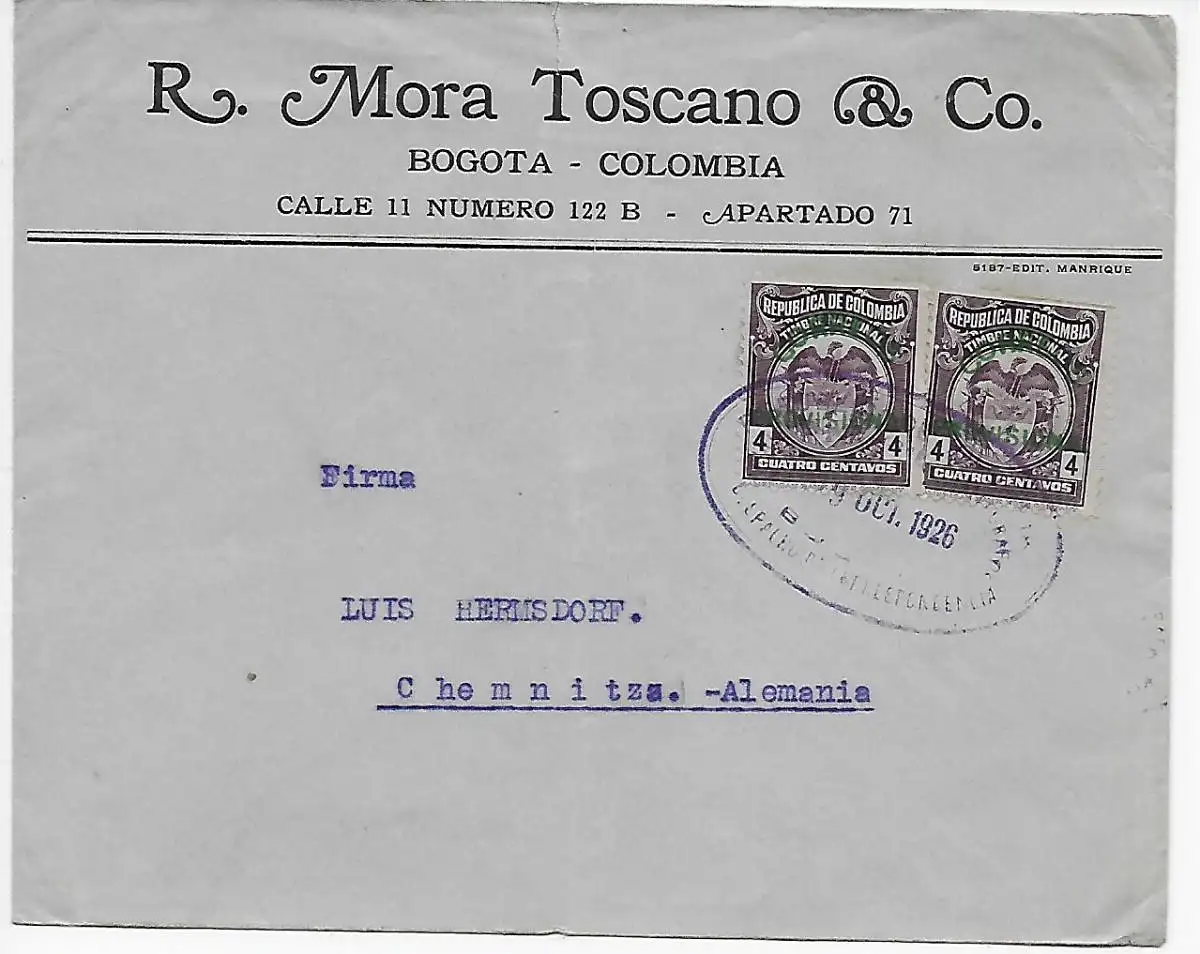 R. Mora Toscano & Co.
BOGOTA - COLOMBIA
CALLE 11 NUMERO 122 B - APARTADO 71
5187-EDIT. MANRIQUE
REPUBLICA DE COLOMBIA
TIMBRE NACIONAL
4 4
CUATRO CENTAVOS
REPUBLICA DE COLOMBIA
TIMBRE NACIONAL
4 4
CUATRO CENTAVOS
9 OCT. 1926
Firma
LUIS HERMSDORF.
Chemnitzs. -Alemania